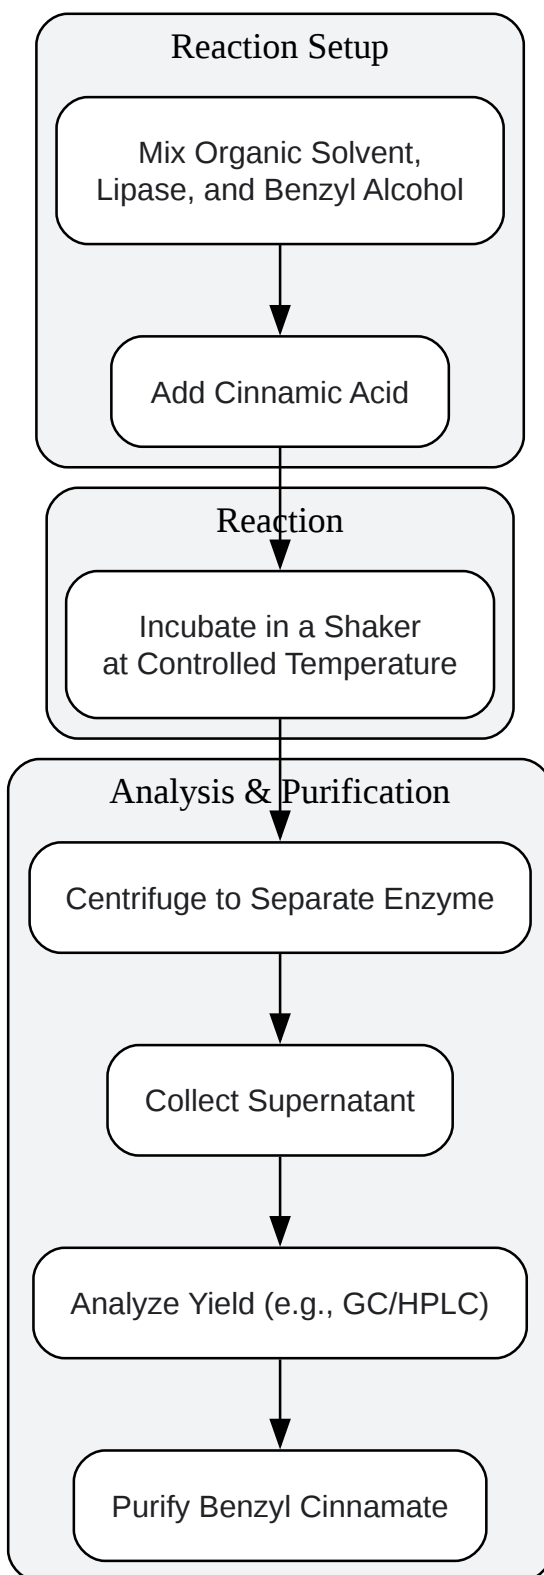 Reaction Setup
Mix Organic Solvent,
Lipase, and Benzyl Alcohol
Add Cinnamic Acid
Reaction
Incubate in a Shaker
at Controlled Temperature
Analysis & Purification
Centrifuge to Separate Enzyme
Collect Supernatant
Analyze Yield (e.g., GC/HPLC)
Purify Benzyl Cinnamate